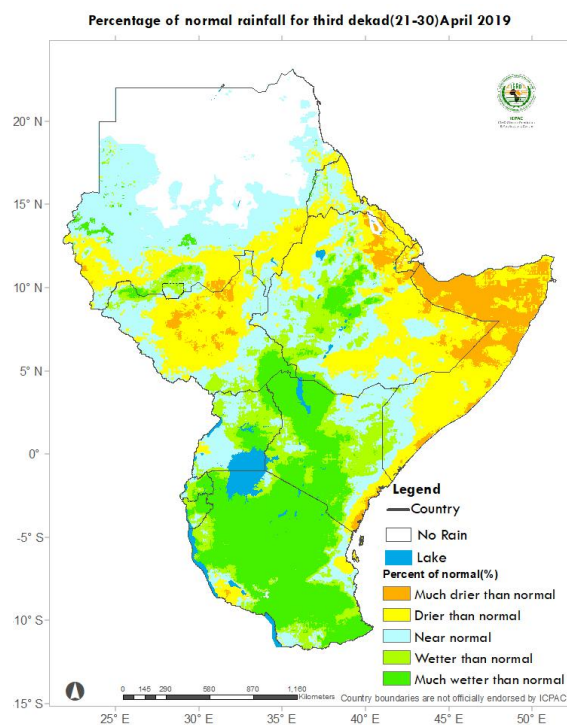 Percentage of normal rainfall for third dekad(21-30)April 2019
ICPAC
20° N
15° N
10° N
5° N
0°
-5° S
10° S
15° S
25° E
30° E
35° E
40° E
45° E
50° E
0 145 290 580 870 1,160
Kilometers
Legend
Country
No Rain
Lake
Percent of normal(%)
Much drier than normal
Drier than normal
Near normal
Wetter than normal
Much wetter than normal
Country boundaries are not officially endorsed by ICPAC